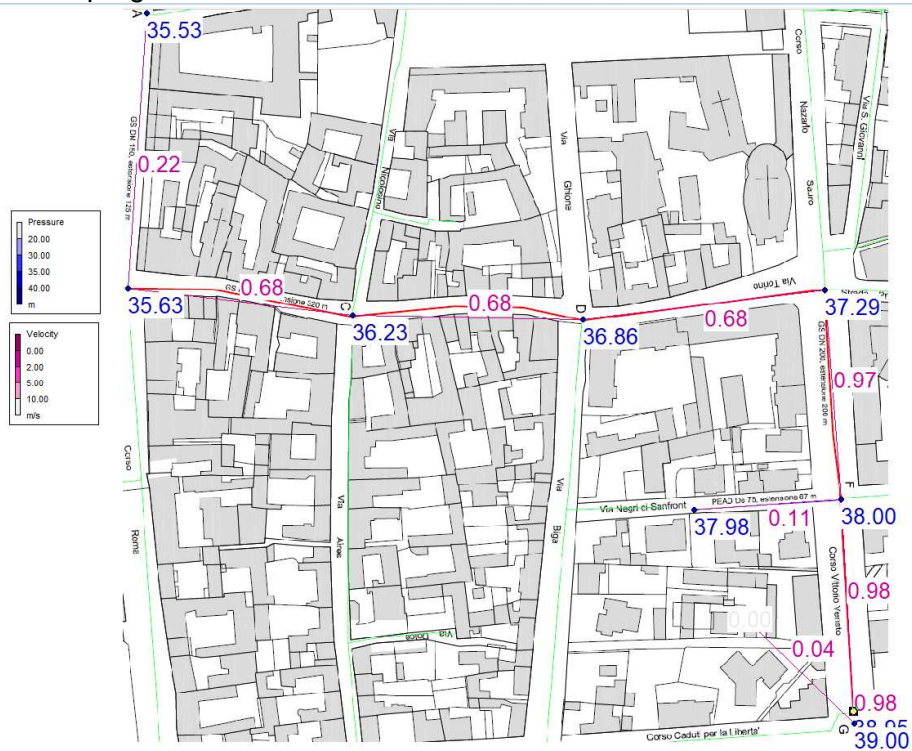 A
35.53
Corso
Nazario
Sauro
Via S. Giovanni
Via
Nicolosino
Via
Ghione
GS DN 150, estensione 125 m
0.22
Pressure
20.00
30.00
35.00
40.00
m
Velocity
0.00
2.00
5.00
10.00
m/s
35.63
0.68
C
36.23
0.68
D
36.86
0.68
Via Torino
37.29
GS DN 200, estensione 200 m
0.97
Corso
Roma
Via
Via
Biga
Via Negri di Sanfront
PEAD De 75, estensione 67 m
F
37.98
0.11
38.00
Corso Vittorio Veneto
0.98
0.00
0.04
Via Dolce
0.98
G
38.95
39.00
Corso Caduti per la Liberta'